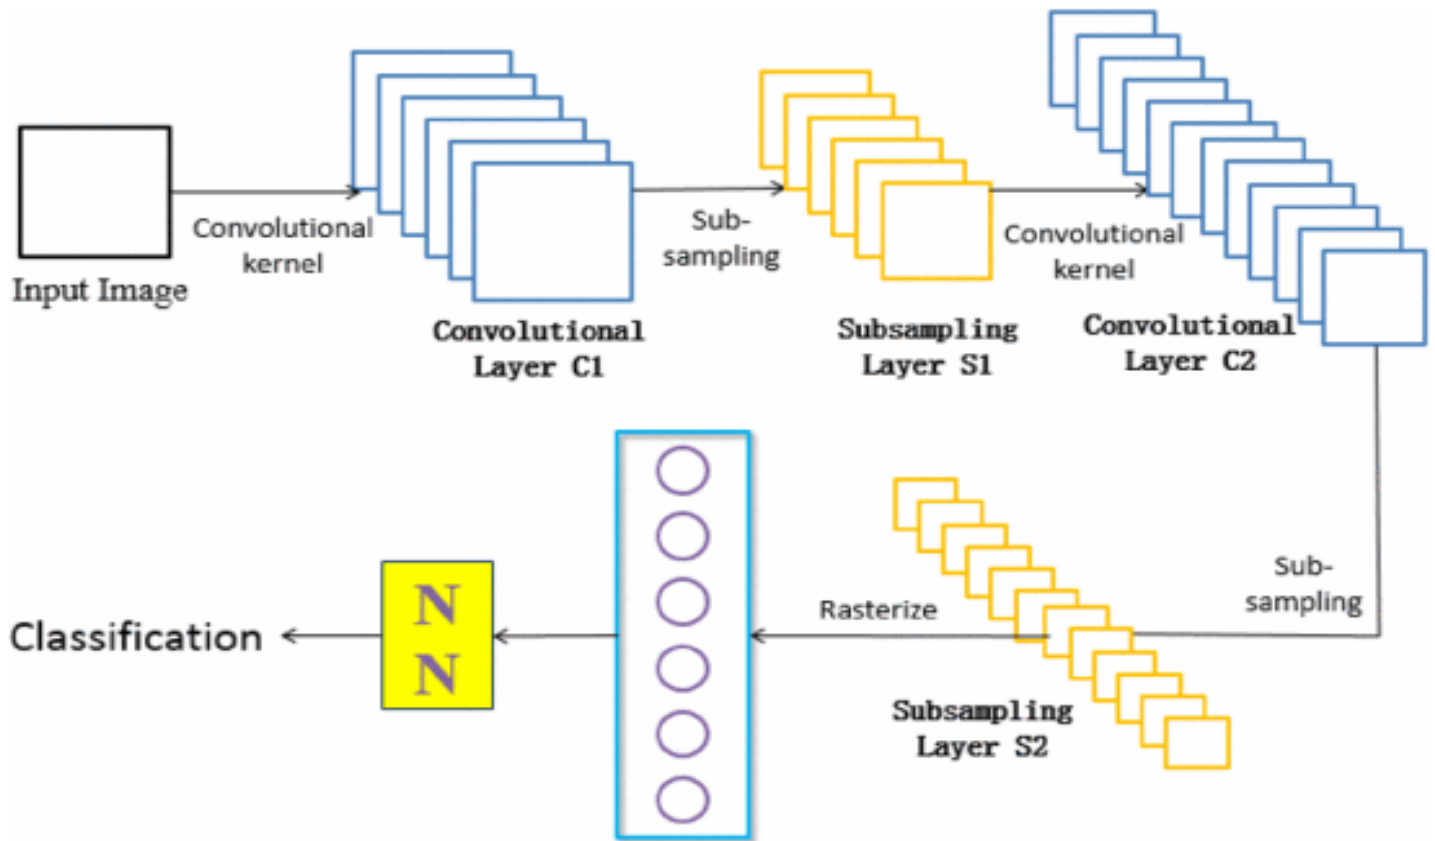 Input Image
Convolutional
kernel
Convolutional
Layer C1
Sub-
sampling
Subsampling
Layer S1
Convolutional
kernel
Convolutional
Layer C2
Sub-
sampling
Subsampling
Layer S2
Rasterize
N
N
Classification